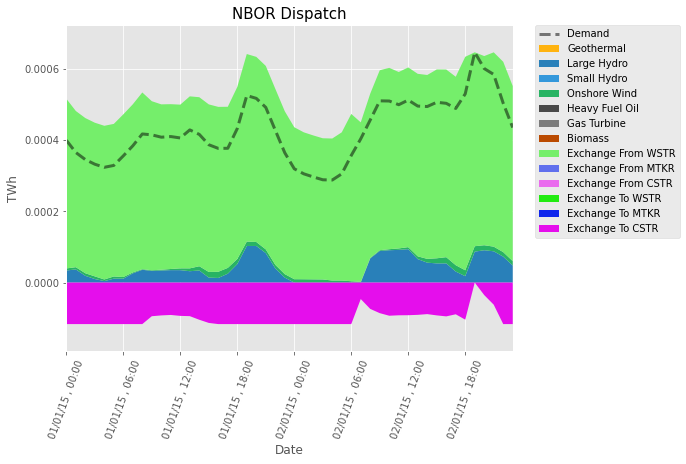 NBOR Dispatch
TWh
0.0006
0.0004
0.0002
0.0000
01/01/15 , 00:00
01/01/15 , 06:00
01/01/15 , 12:00
01/01/15 , 18:00
02/01/15 , 00:00
02/01/15 , 06:00
02/01/15 , 12:00
02/01/15 , 18:00
Date
Demand
Geothermal
Large Hydro
Small Hydro
Onshore Wind
Heavy Fuel Oil
Gas Turbine
Biomass
Exchange From WSTR
Exchange From MTKR
Exchange From CSTR
Exchange To WSTR
Exchange To MTKR
Exchange To CSTR